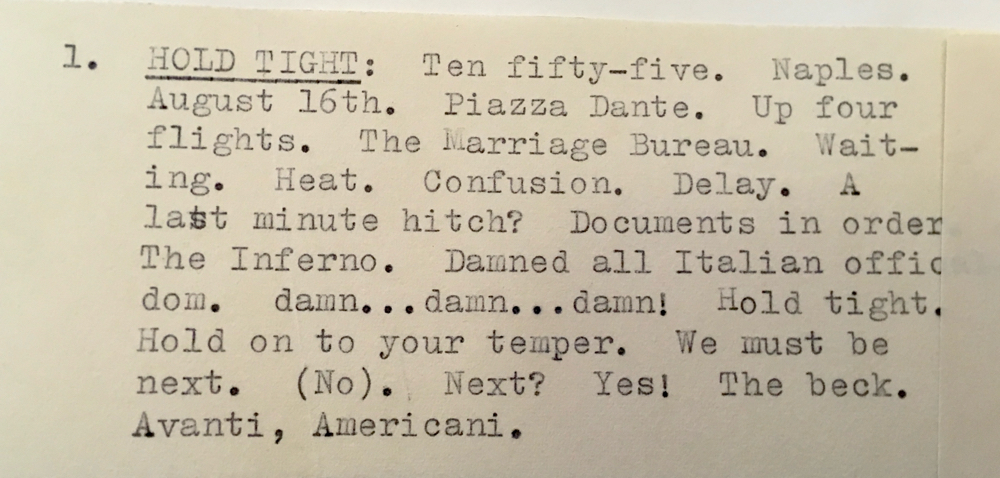 1. HOLD TIGHT: Ten fifty-five. Naples.
August 16th. Piazza Dante. Up four
flights. The Marriage Bureau. Wait-
ing. Heat. Confusion. Delay. A
last minute hitch? Documents in order
The Inferno. Damned all Italian offic
dom. damn...damn...damn! Hold tight.
Hold on to your temper. We must be
next. (No). Next? Yes! The beck.
Avanti, Americani.